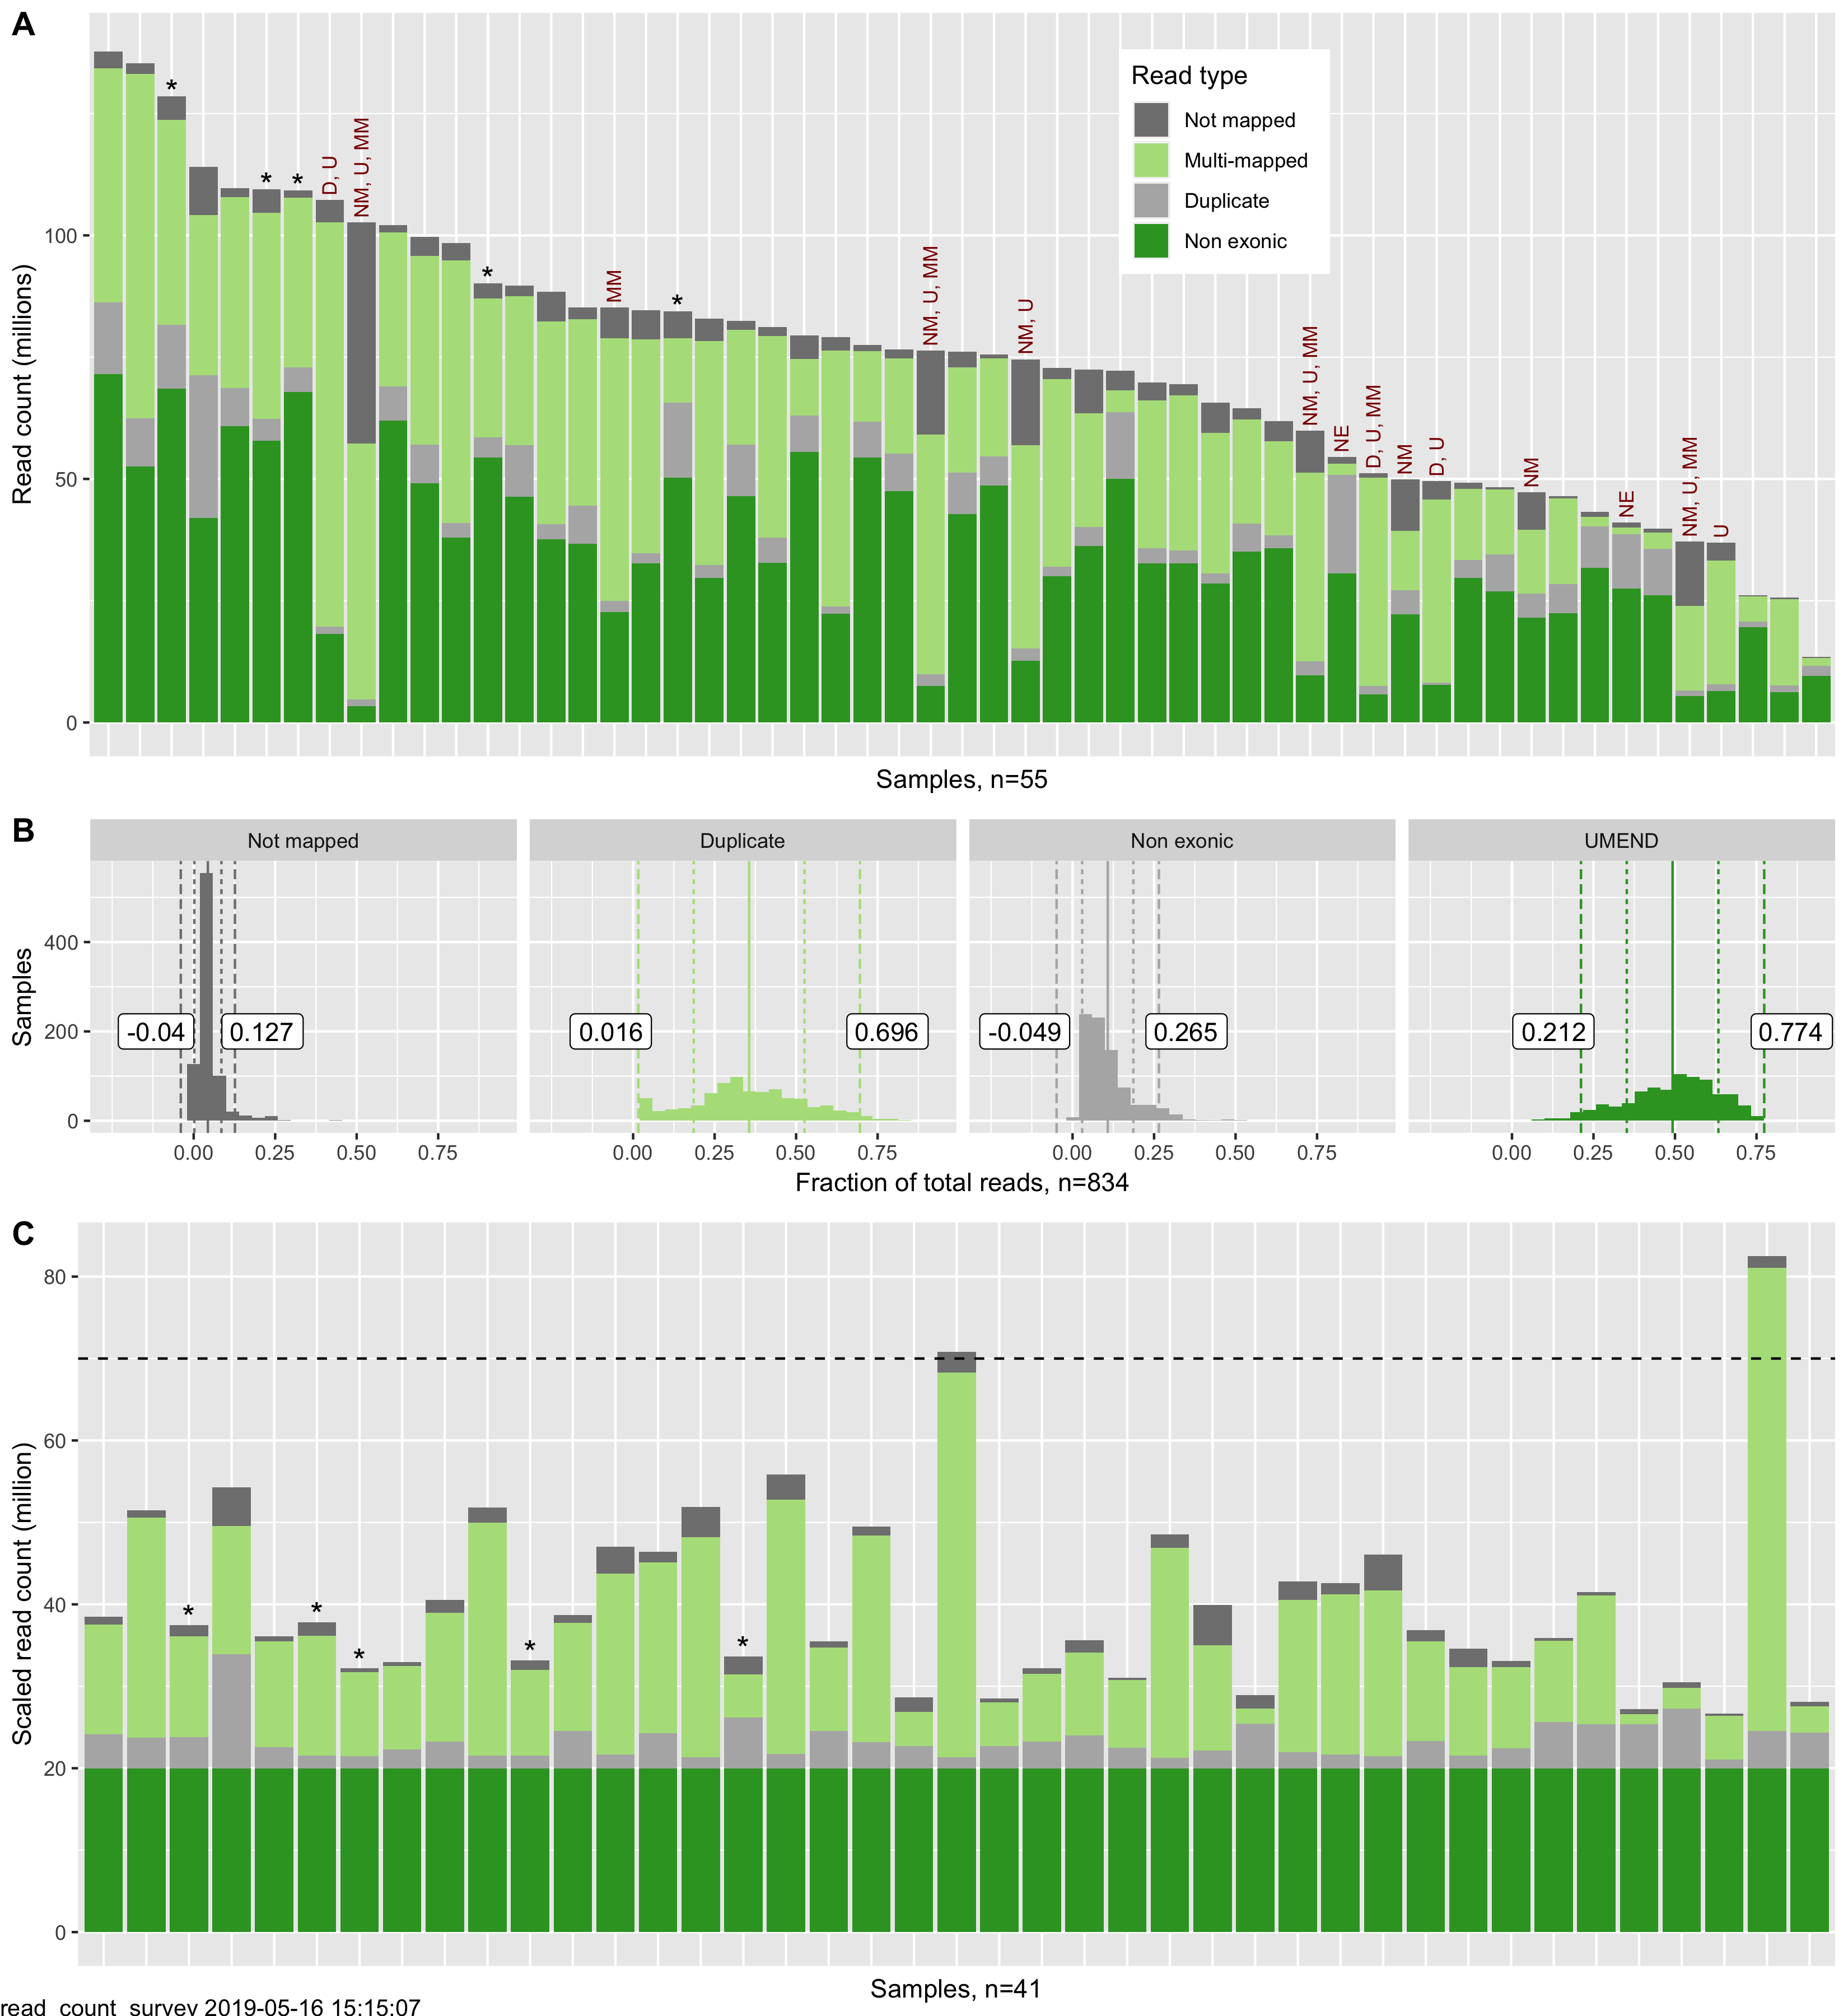 A
Read count (millions)
100
50
0
*
*
*
D, U
NM, U, MM
*
MM
*
NM, U, MM
NM, U
NM, U, MM
NE
D, U, MM
NM
D, U
NM
NE
NM, U, MM
U
Read type
Not mapped
Multi-mapped
Duplicate
Non exonic
Samples, n=55
B
Not mapped
Duplicate
Non exonic
UMEND
Samples
400
200
0
-0.04
0.127
0.016
0.696
-0.049
0.265
0.212
0.774
0.00 0.25 0.50 0.75
0.00 0.25 0.50 0.75
0.00 0.25 0.50 0.75
0.00 0.25 0.50 0.75
Fraction of total reads, n=834
C
Scaled read count (million)
80
60
40
20
0
*
*
*
*
*
Samples, n=41
read_count_survey 2019-05-16 15:15:07